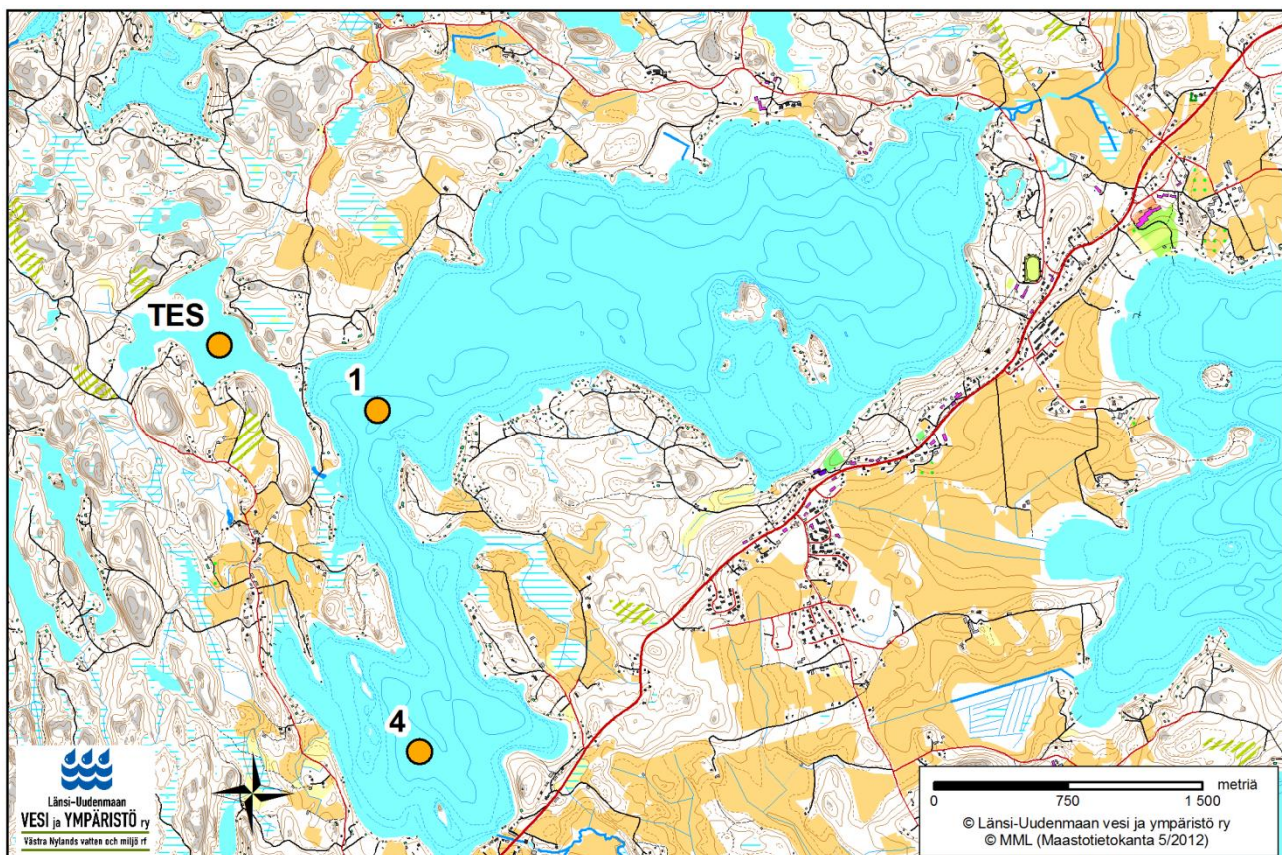 TES
1
4
Länsi-Uudenmaan
VESI ja YMPÄRISTÖ ry
Västra Nylands vatten och miljö rf
metriä
0 750 1 500
© Länsi-Uudenmaan vesi ja ympäristö ry
© MML (Maastotietokanta 5/2012)